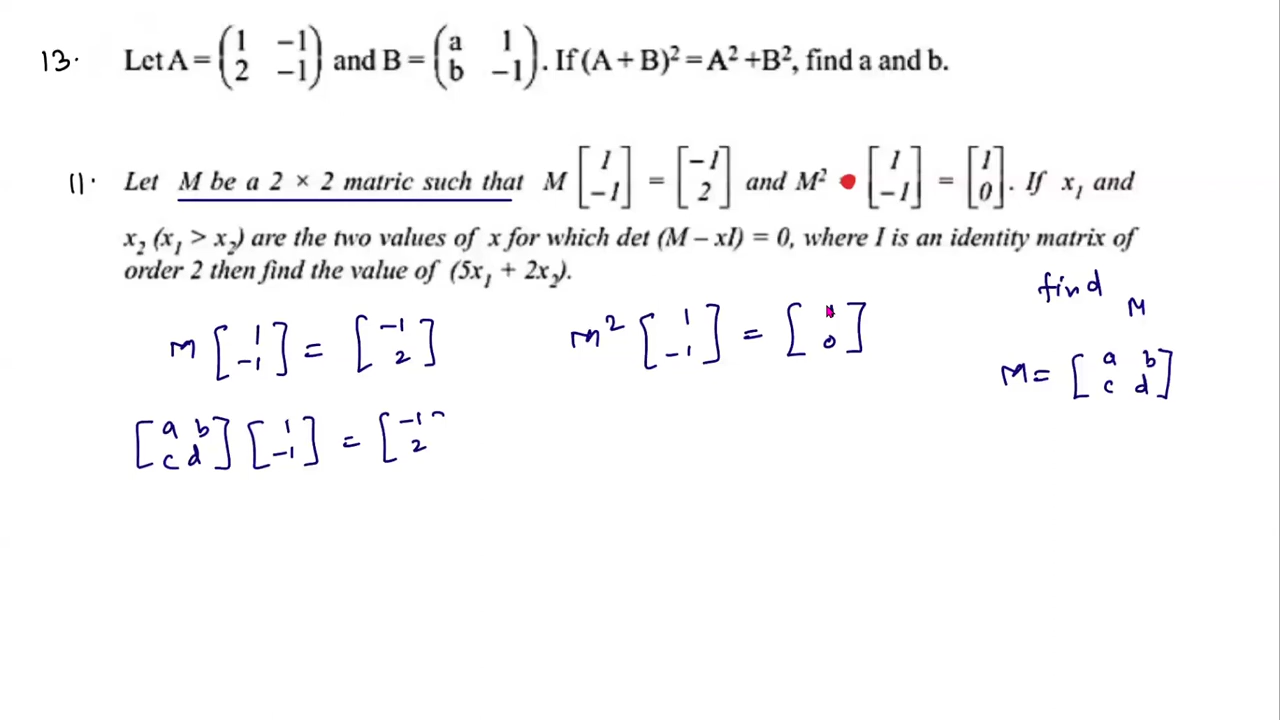 13. Let A = (1 −1 2 −1) and B = (a 1 b −1). If (A + B)² = A² +B², find a and b.
11. Let M be a 2 × 2 matric such that M [1 −1] = [−1 2] and M² • [1 −1] = [1 0]. If x₁ and
x₂ (x₁ > x₂) are the two values of x for which det (M – xI) = 0, where I is an identity matrix of
order 2 then find the value of (5x₁ + 2x₂).
find M
M [1 −1] = [−1 2] M² [1 −1] = [1 0]
M = [a b c d]
[a b c d] [1 −1] = [−1 2]